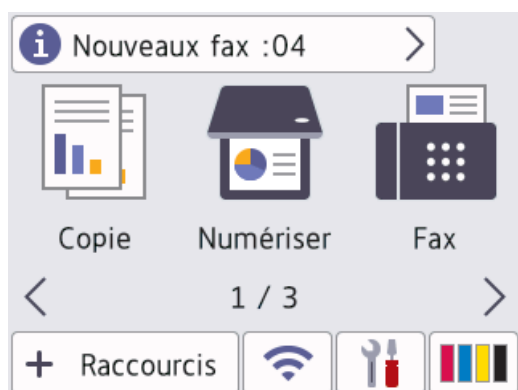 Nouveaux fax :04
Copie Numériser Fax
1 / 3
+ Raccourcis